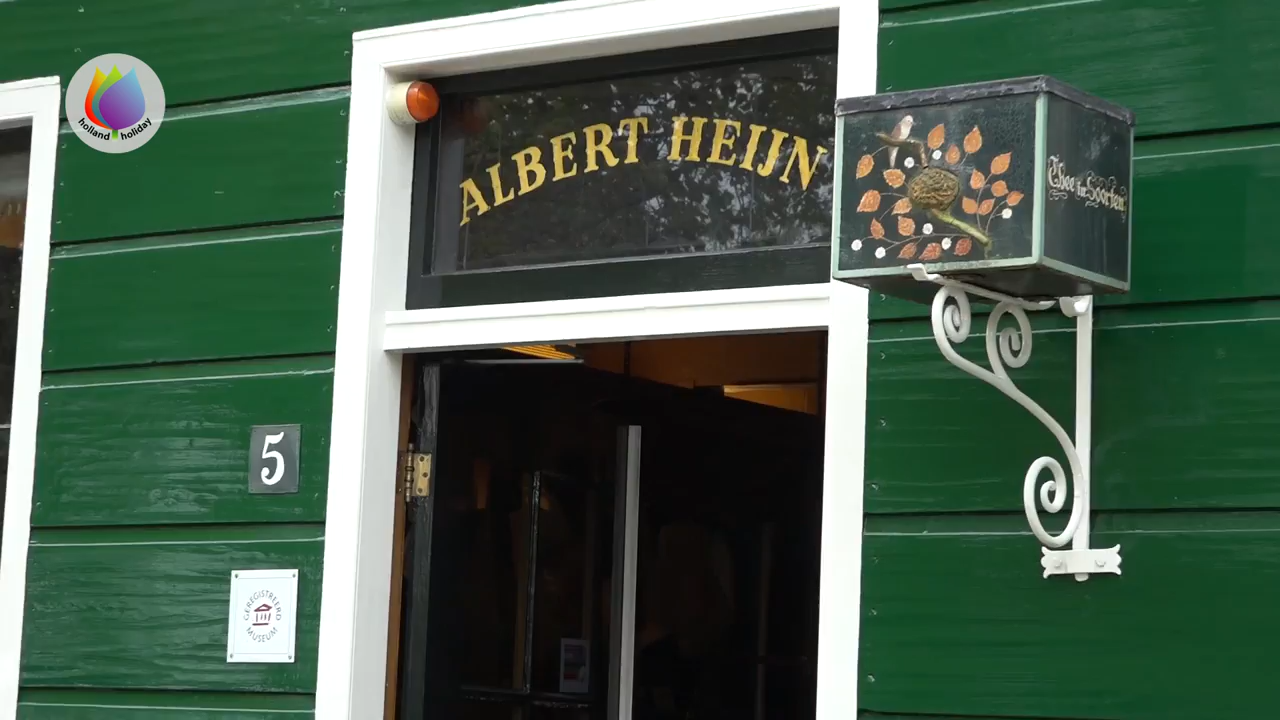 holland holiday
ALBERT HEIJN
Thee in Soorten
5
GEREGISTREERD
MUSEUM